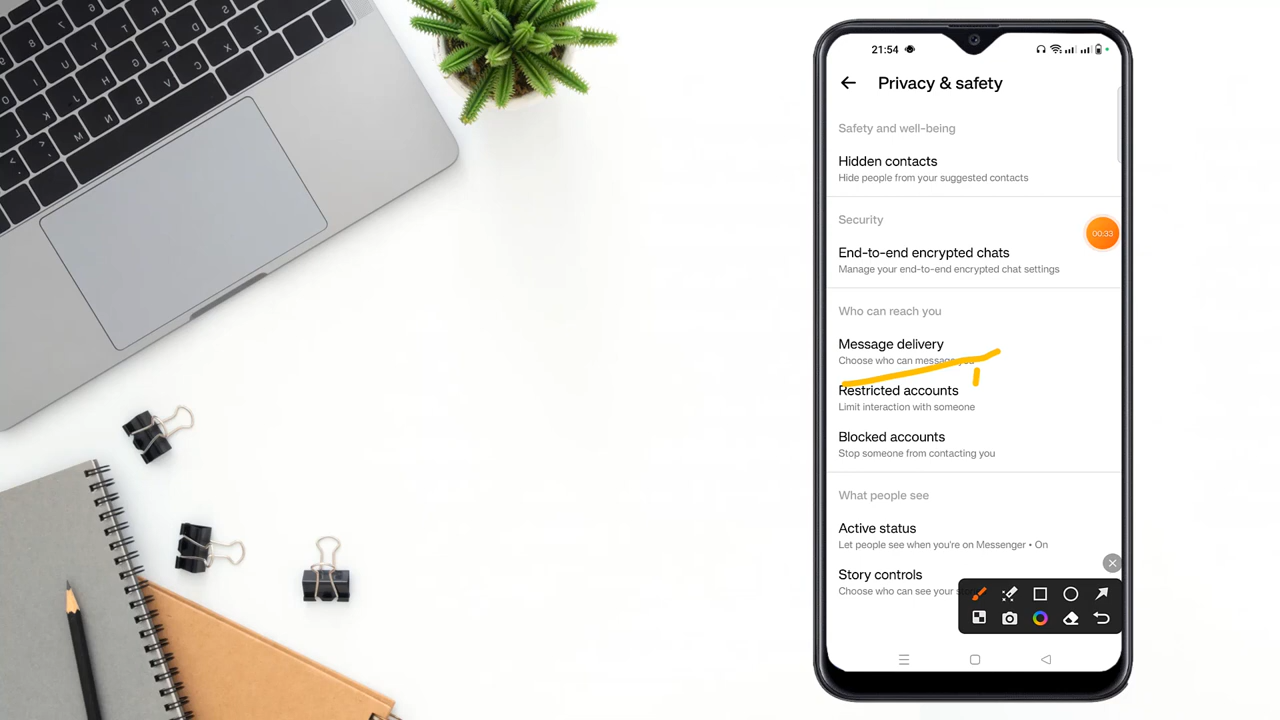 21:54
Privacy & safety
Safety and well-being
Hidden contacts
Hide people from your suggested contacts
Security
00:33
End-to-end encrypted chats
Manage your end-to-end encrypted chat settings
Who can reach you
Message delivery
Choose who can message you
Restricted accounts
Limit interaction with someone
Blocked accounts
Stop someone from contacting you
What people see
Active status
Let people see when you're on Messenger • On
Story controls
Choose who can see your